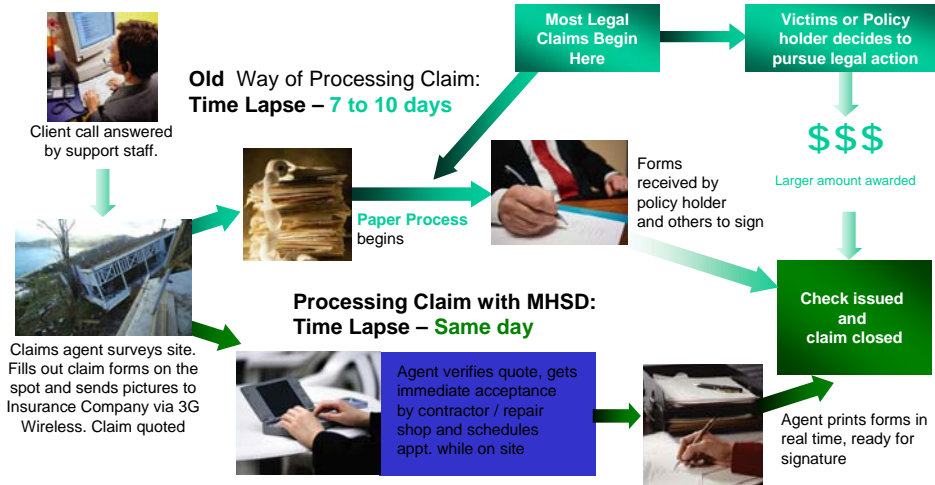 Client call answered
by support staff.
Old Way of Processing Claim:
Time Lapse – 7 to 10 days
Most Legal
Claims Begin
Here
Victims or Policy
holder decides to
pursue legal action
$$$
Larger amount awarded
Paper Process
begins
Forms
received by
policy holder
and others to sign
Check issued
and
claim closed
Claims agent surveys site.
Fills out claim forms on the
spot and sends pictures to
Insurance Company via 3G
Wireless. Claim quoted
Processing Claim with MHSD:
Time Lapse – Same day
Agent verifies quote, gets
immediate acceptance
by contractor / repair
shop and schedules
appt. while on site
Agent prints forms in
real time, ready for
signature